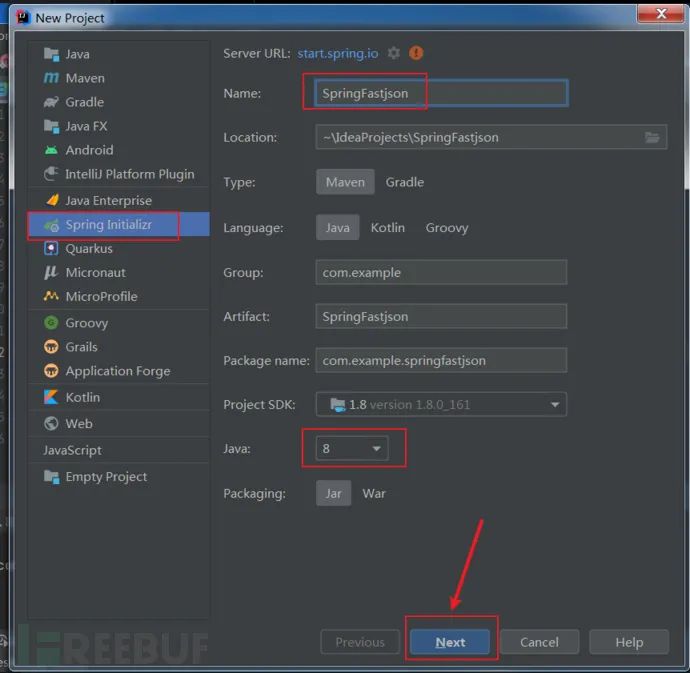 New Project
Java
Maven
Gradle
Java FX
Android
IntelliJ Platform Plugin
Java Enterprise
Spring Initializr
Quarkus
Micronaut
MicroProfile
Groovy
Grails
Application Forge
Kotlin
Web
JavaScript
Empty Project
Server URL: start.spring.io
Name: SpringFastjson
Location: ~\IdeaProjects\SpringFastjson
Type: Maven Gradle
Language: Java Kotlin Groovy
Group: com.example
Artifact: SpringFastjson
Package name: com.example.springfastjson
Project SDK: 1.8 version 1.8.0_161
Java: 8
Packaging: Jar War
Previous Next Cancel Help
FREEBUF